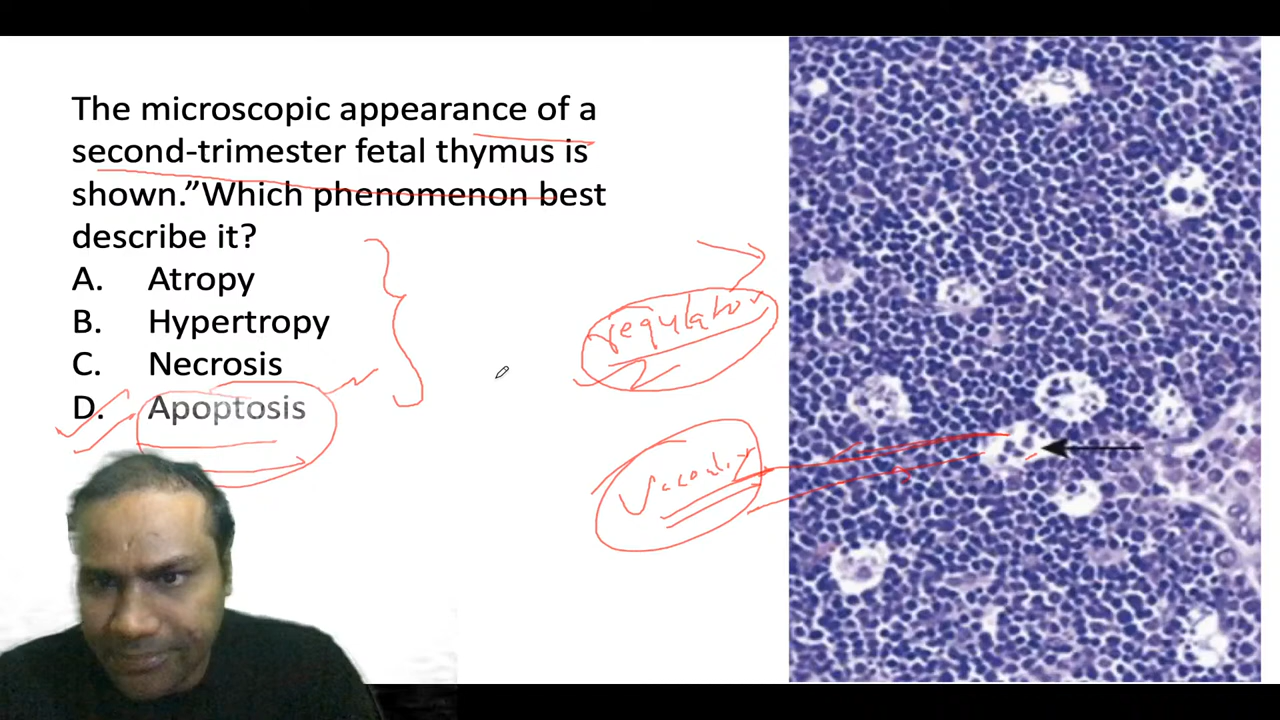 The microscopic appearance of a
second-trimester fetal thymus is
shown.”Which phenomenon best
describe it?
A. Atropy
B. Hypertropy
C. Necrosis
D. Apoptosis